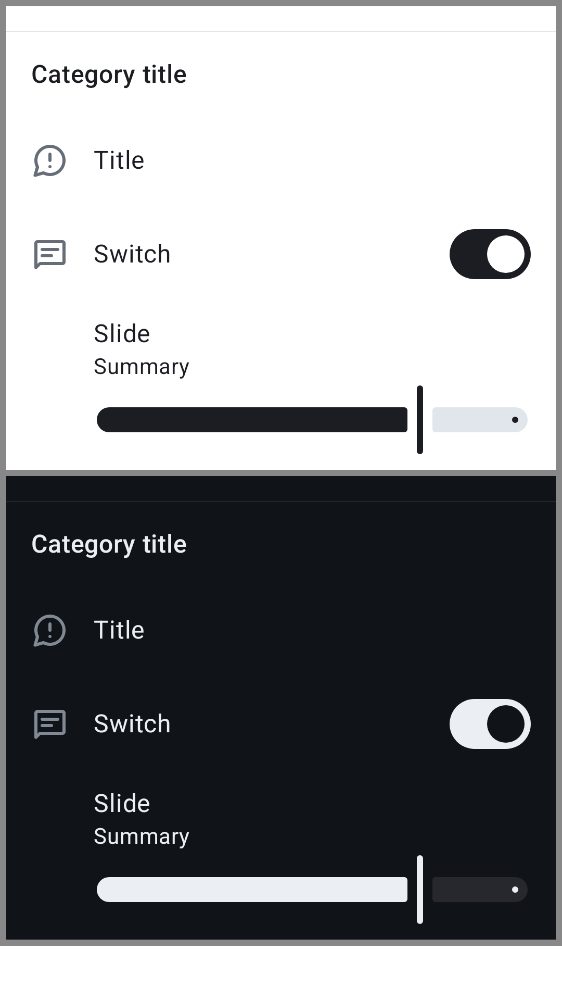 Category title
Title
Switch
Slide
Summary
Category title
Title
Switch
Slide
Summary